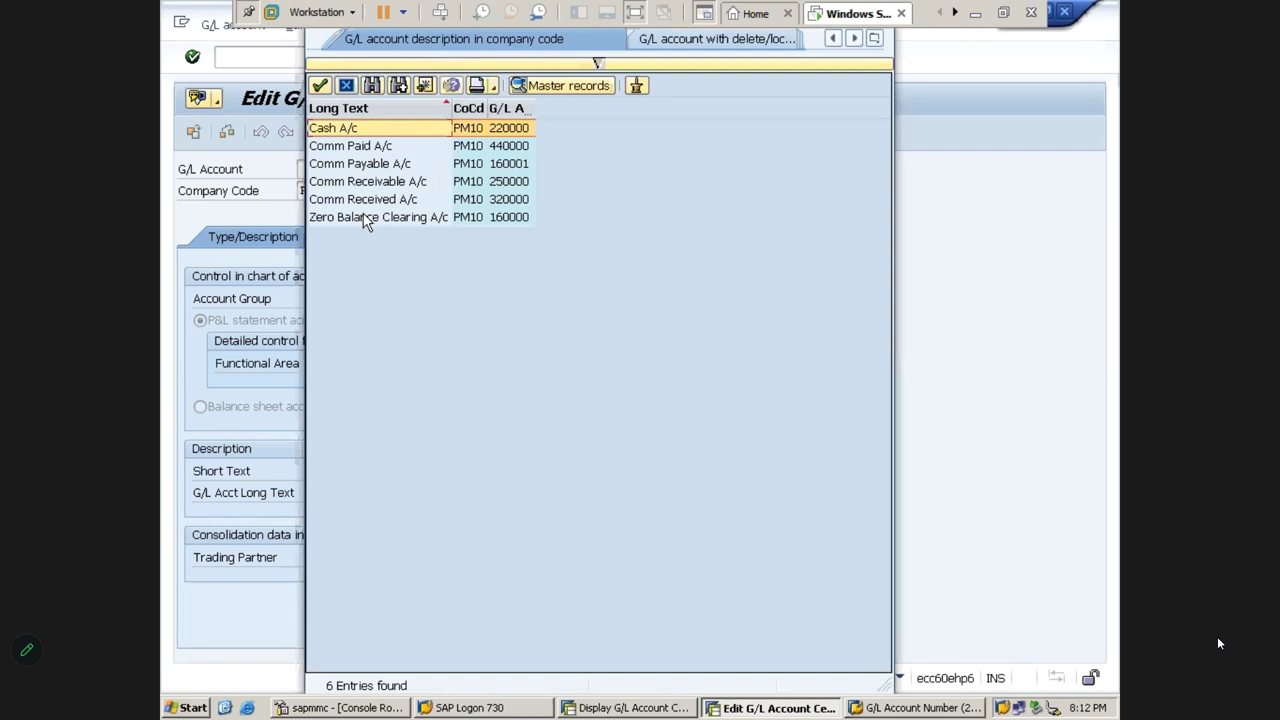 Workstation
Home
Windows S...
G/L account description in company code
G/L account with delete/loc...
Edit G/
Master records
Long Text CoCd G/L A...
Cash A/c PM10 220000
Comm Paid A/c PM10 440000
Comm Payable A/c PM10 160001
Comm Receivable A/c PM10 250000
Comm Received A/c PM10 320000
Zero Balance Clearing A/c PM10 160000
G/L Account
Company Code
Type/Description
Control in chart of ac
Account Group
P&L statement ac
Detailed control f
Functional Area
Balance sheet acc
Description
Short Text
G/L Acct Long Text
Consolidation data in
Trading Partner
6 Entries found
ecc60ehp6 INS
Start
sapmmc - [Console Ro...
SAP Logon 730
Display G/L Account C...
Edit G/L Account Ce...
G/L Account Number (2...
8:12 PM